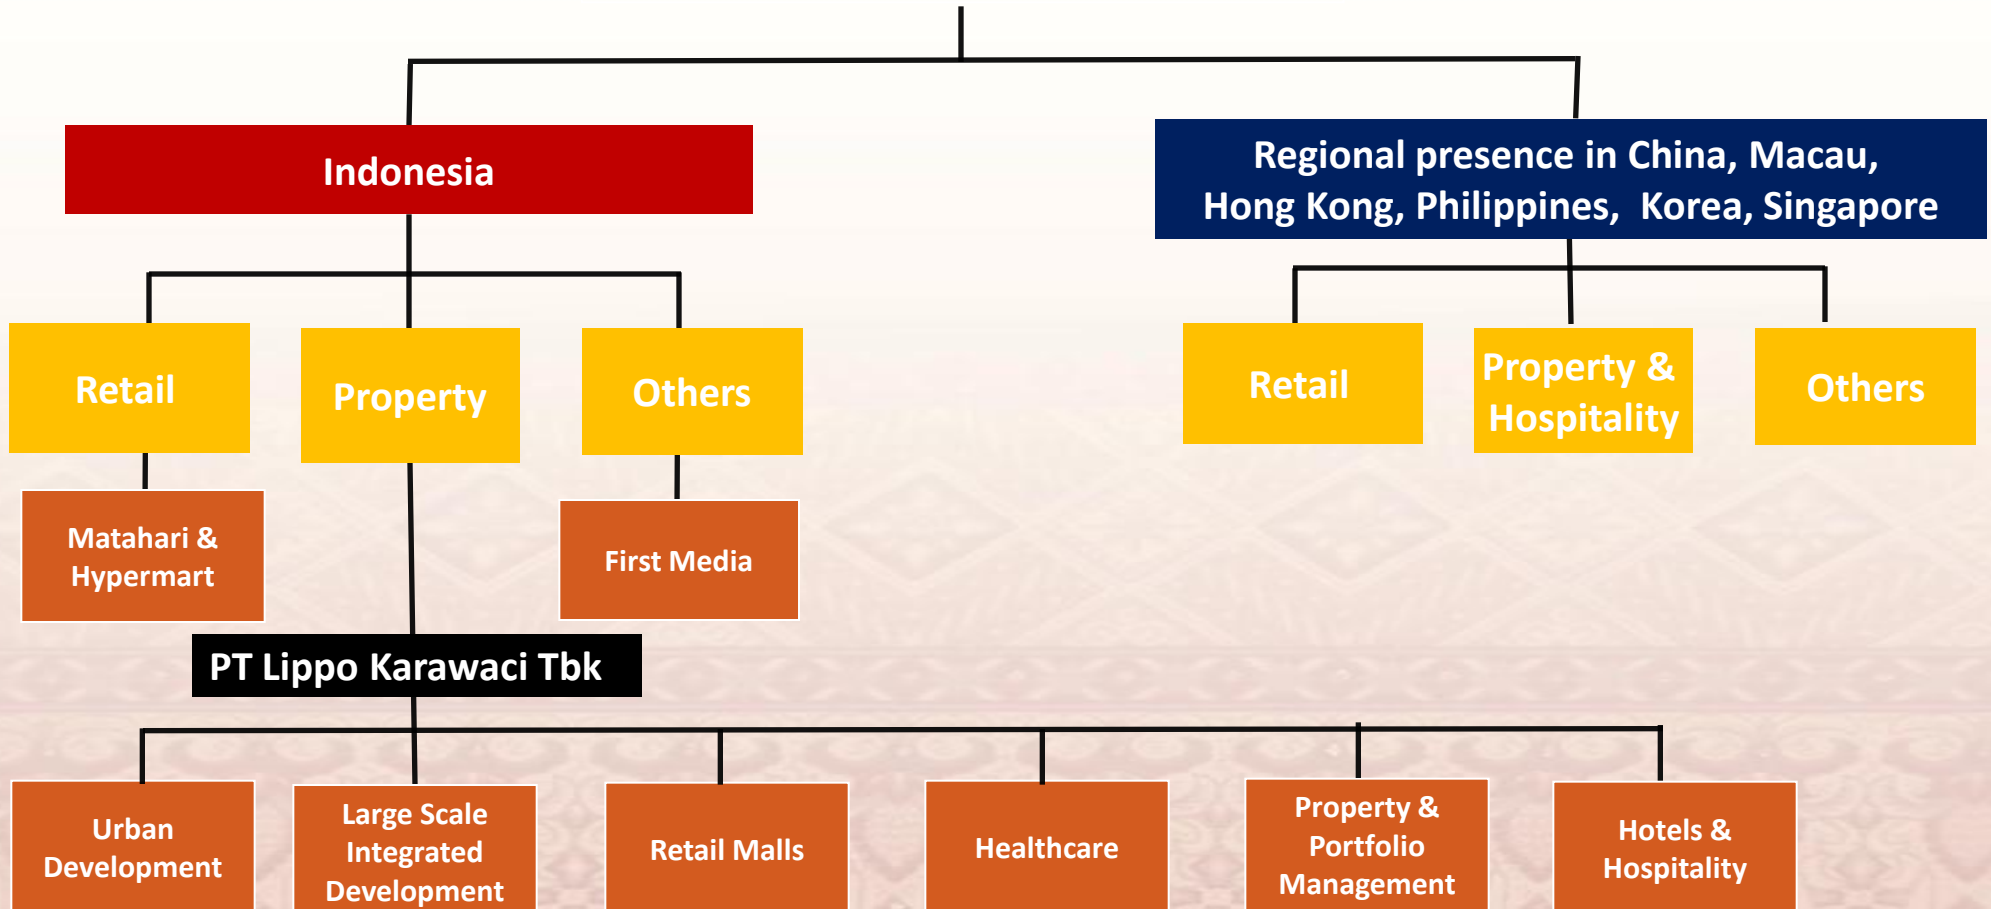 Indonesia
Regional presence in China, Macau,
Hong Kong, Philippines, Korea, Singapore
Retail
Property
Others
Retail
Property &
Hospitality
Others
Matahari &
Hypermart
First Media
PT Lippo Karawaci Tbk
Urban
Development
Large Scale
Integrated
Development
Retail Malls
Healthcare
Property &
Portfolio
Management
Hotels &
Hospitality